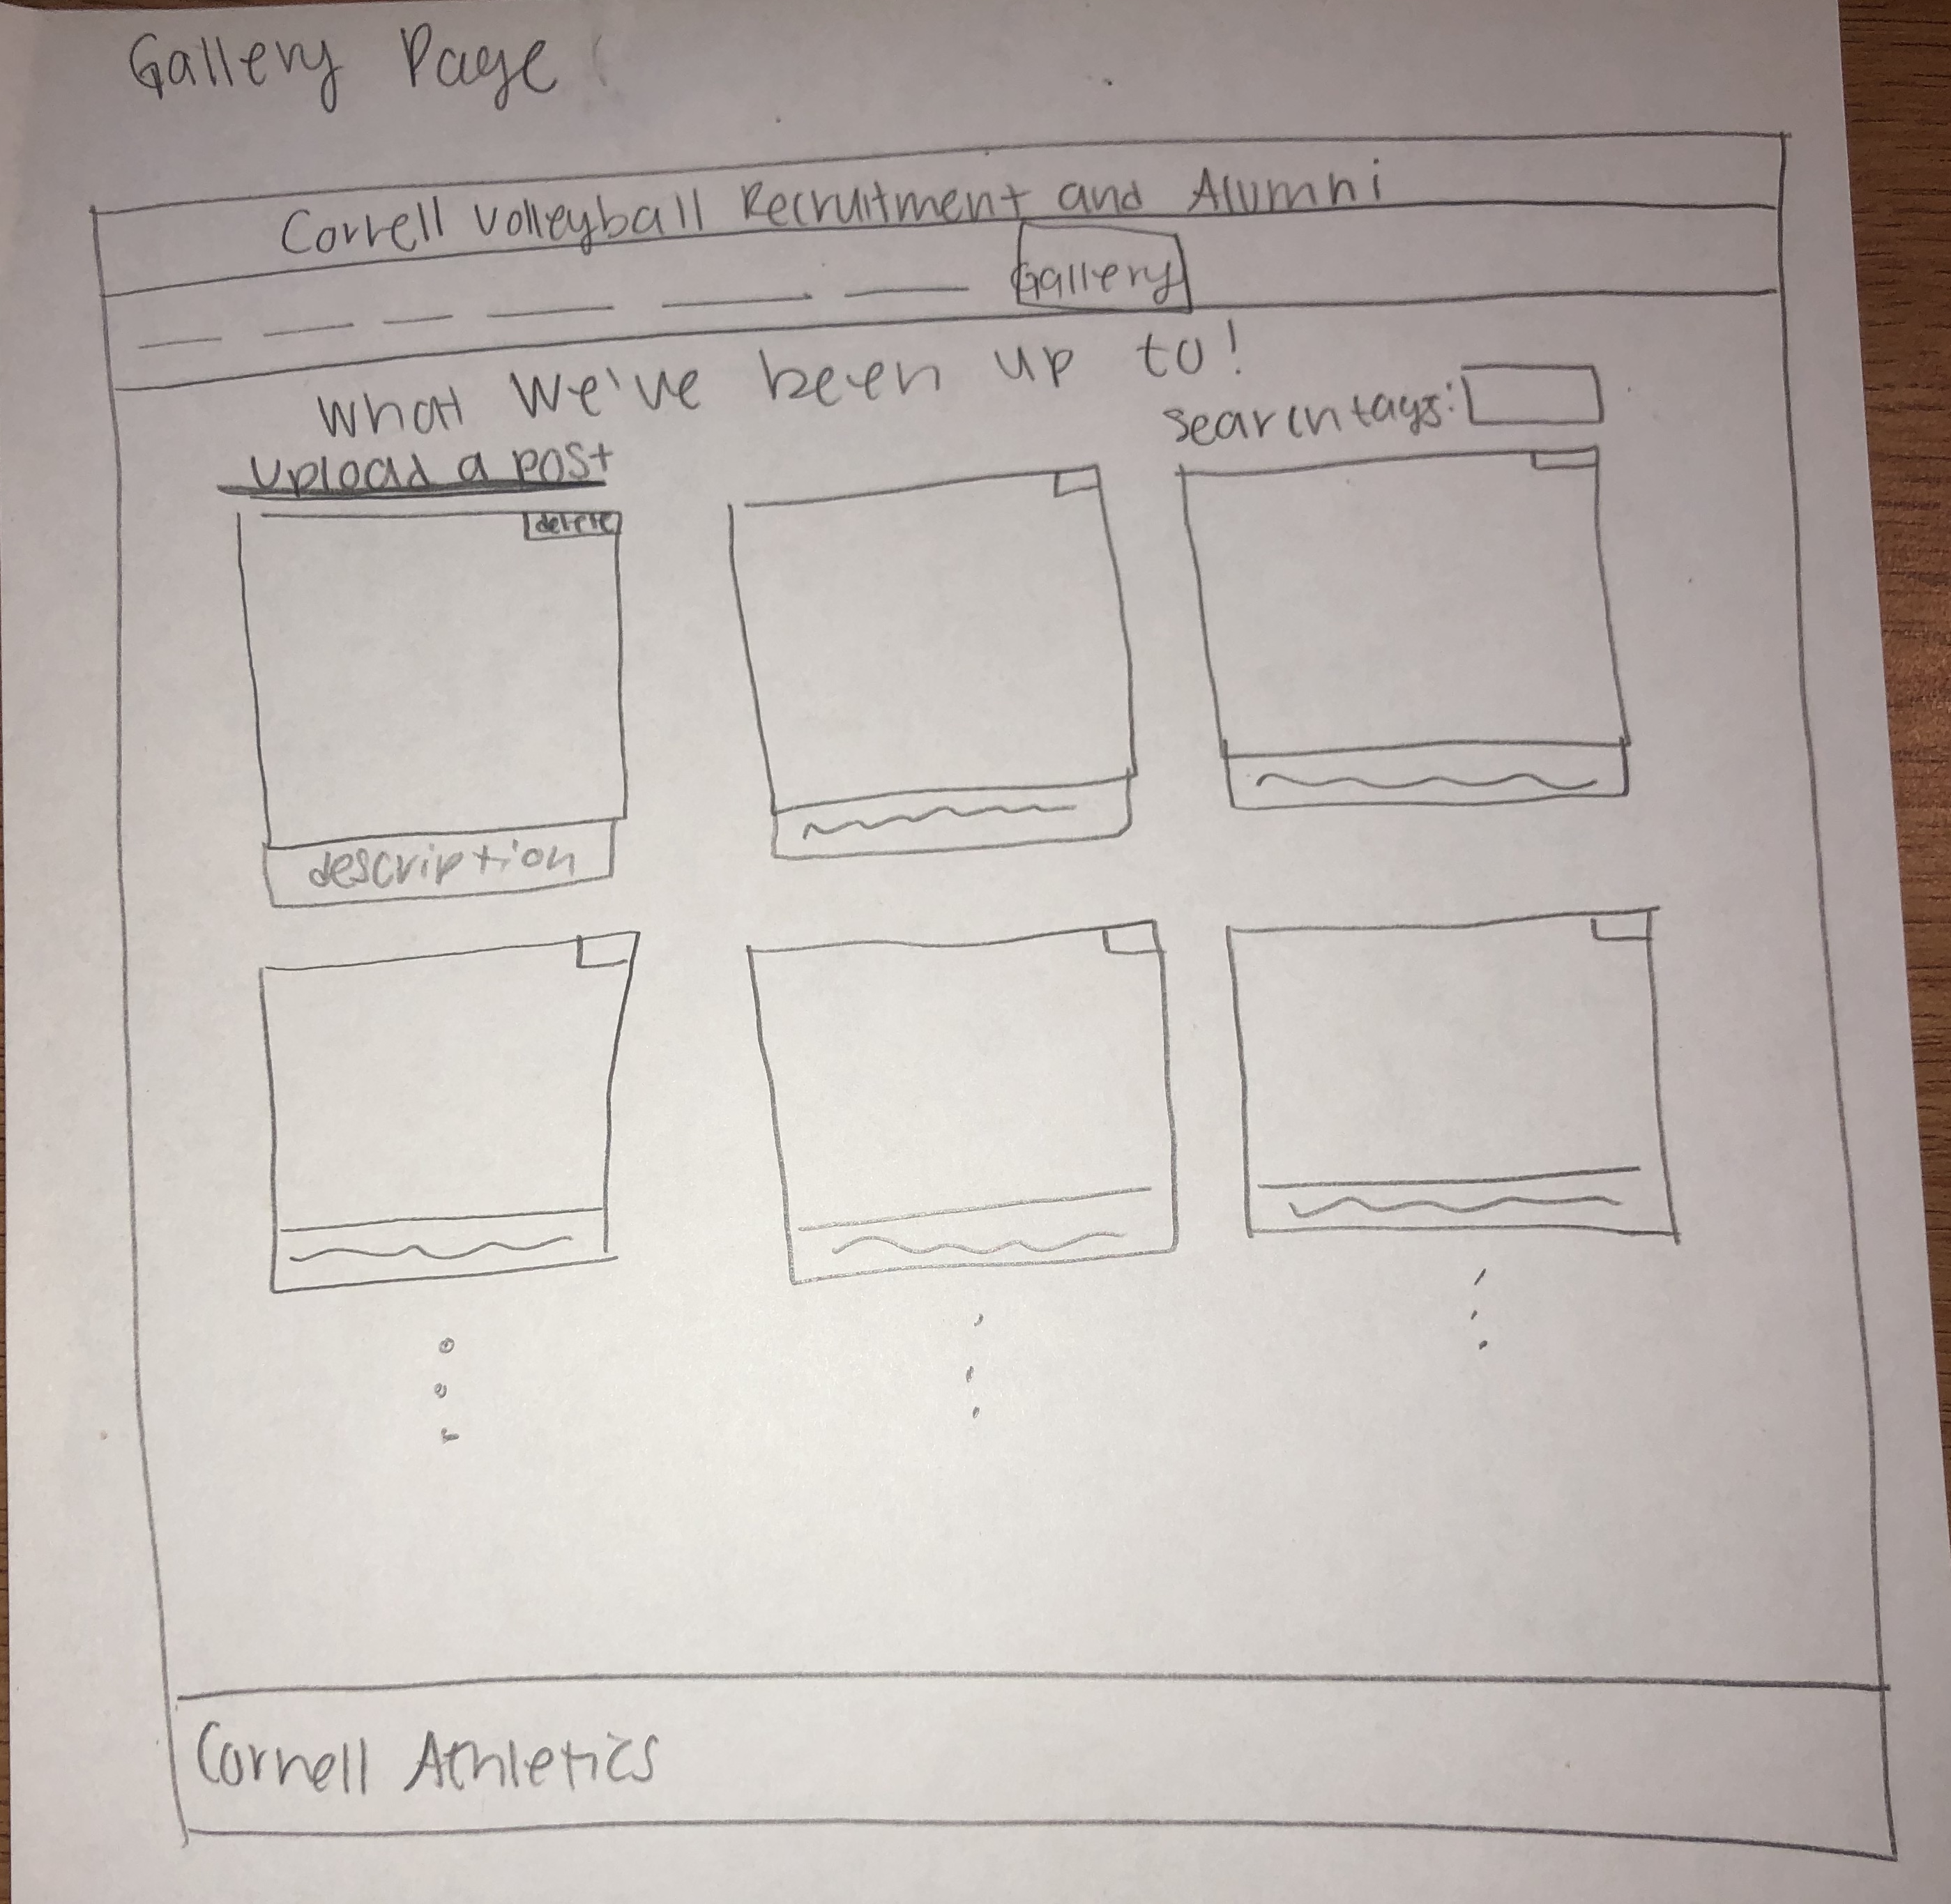 Gallery Page
Cornell Volleyball Recruitment and Alumni
Gallery
What We've been up to!
search tags:
Upload a post
delete
description
Cornell Athletics